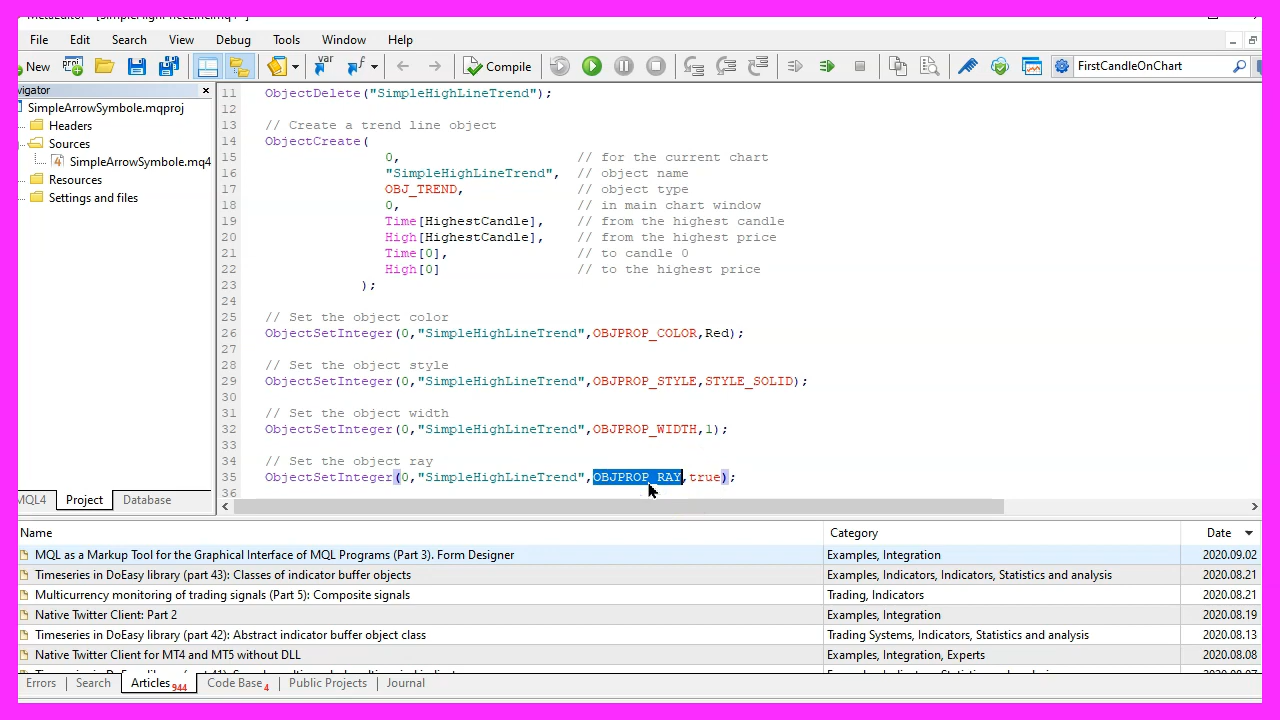 MetaEditor - [SimpleHighPriceLine.mq4 *]
File Edit Search View Debug Tools Window Help
New Compile FirstCandleOnChart
vigator
SimpleArrowSymbole.mqproj
Headers
Sources
SimpleArrowSymbole.mq4
Resources
Settings and files
MQL4 Project Database
11 ObjectDelete("SimpleHighLineTrend");
12
13 // Create a trend line object
14 ObjectCreate(
15 0, // for the current chart
16 "SimpleHighLineTrend", // object name
17 OBJ_TREND, // object type
18 0, // in main chart window
19 Time[HighestCandle], // from the highest candle
20 High[HighestCandle], // from the highest price
21 Time[0], // to candle 0
22 High[0] // to the highest price
23 );
24
25 // Set the object color
26 ObjectSetInteger(0,"SimpleHighLineTrend",OBJPROP_COLOR,Red);
27
28 // Set the object style
29 ObjectSetInteger(0,"SimpleHighLineTrend",OBJPROP_STYLE,STYLE_SOLID);
30
31 // Set the object width
32 ObjectSetInteger(0,"SimpleHighLineTrend",OBJPROP_WIDTH,1);
33
34 // Set the object ray
35 ObjectSetInteger(0,"SimpleHighLineTrend",OBJPROP_RAY,true);
36
Name Category Date
MQL as a Markup Tool for the Graphical Interface of MQL Programs (Part 3). Form Designer Examples, Integration 2020.09.02
Timeseries in DoEasy library (part 43): Classes of indicator buffer objects Examples, Indicators, Indicators, Statistics and analysis 2020.08.21
Multicurrency monitoring of trading signals (Part 5): Composite signals Trading, Indicators 2020.08.21
Native Twitter Client: Part 2 Examples, Integration 2020.08.19
Timeseries in DoEasy library (part 42): Abstract indicator buffer object class Trading Systems, Indicators, Statistics and analysis 2020.08.13
Native Twitter Client for MT4 and MT5 without DLL Examples, Integration, Experts 2020.08.08
Errors Search Articles 944 Code Base 4 Public Projects Journal